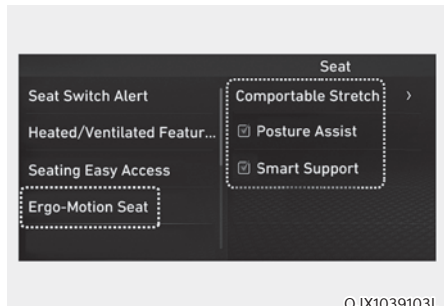 Seat
Seat Switch Alert
Heated/Ventilated Featur...
Seating Easy Access
Ergo-Motion Seat
Comportable Stretch >
Posture Assist
Smart Support
OJX1039103L